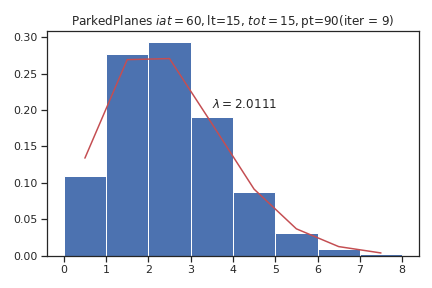 ParkedPlanes iat = 60, lt=15, tot = 15, pt=90(iter = 9)
0.30
0.25
0.20
0.15
0.10
0.05
0.00
λ = 2.0111
0 1 2 3 4 5 6 7 8